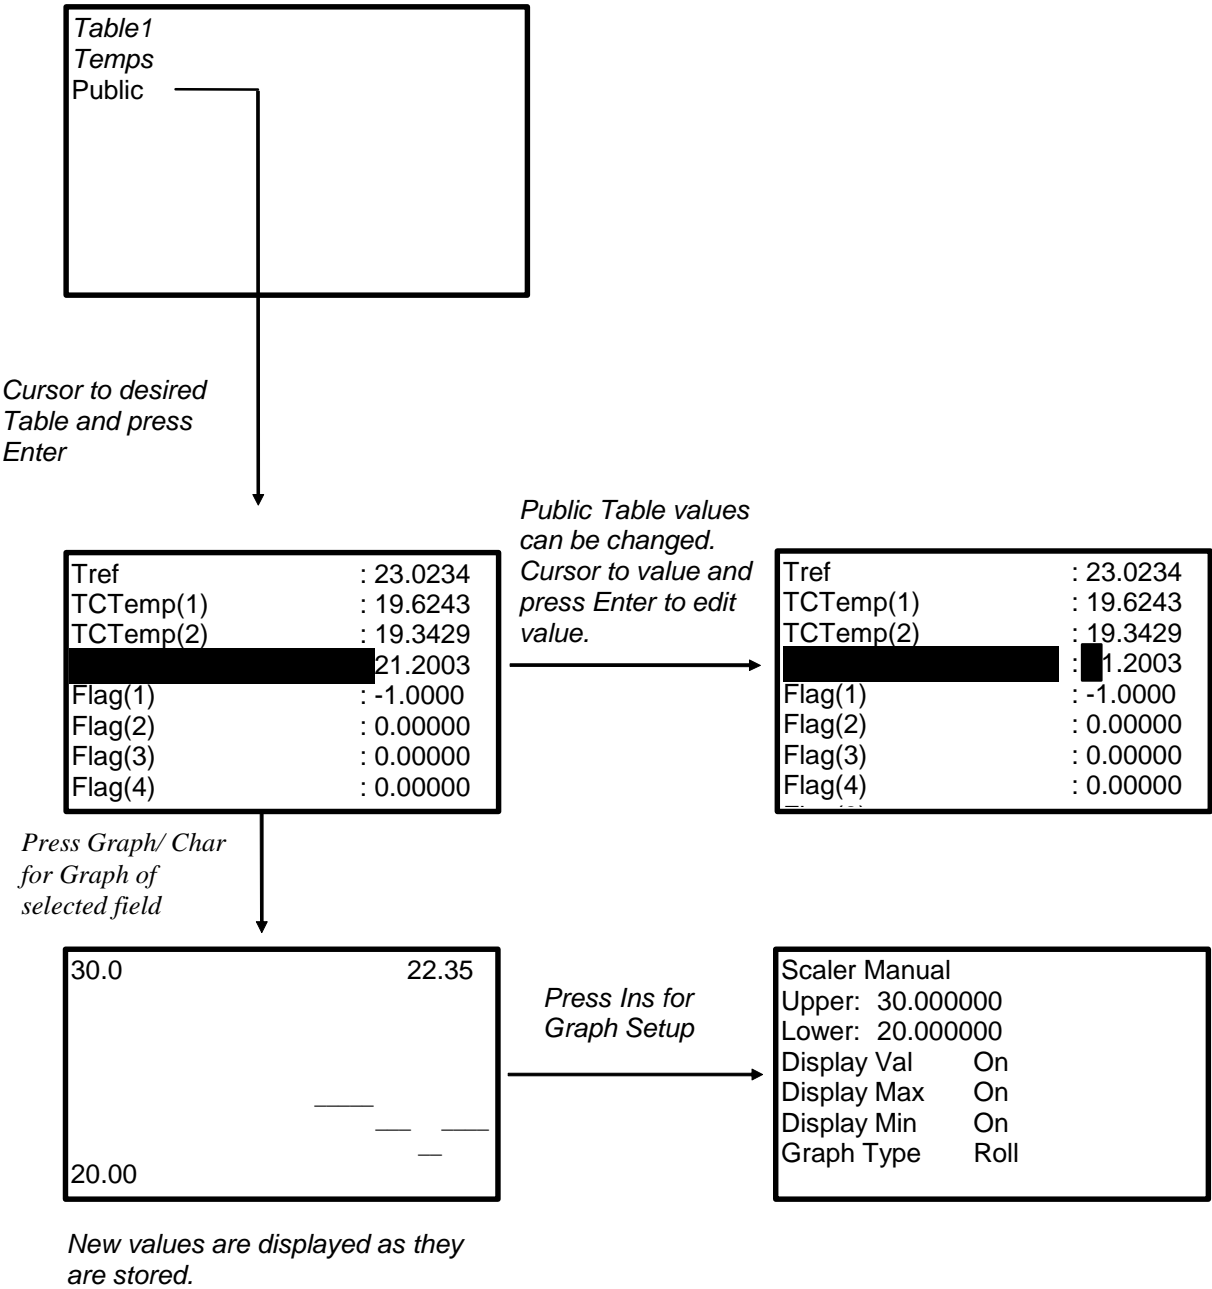 Table1
Temps
Public
Cursor to desired
Table and press
Enter
Tref : 23.0234
TCTemp(1) : 19.6243
TCTemp(2) : 19.3429
21.2003
Flag(1) : -1.0000
Flag(2) : 0.00000
Flag(3) : 0.00000
Flag(4) : 0.00000
Public Table values
can be changed.
Cursor to value and
press Enter to edit
value.
Tref : 23.0234
TCTemp(1) : 19.6243
TCTemp(2) : 19.3429
: 1.2003
Flag(1) : -1.0000
Flag(2) : 0.00000
Flag(3) : 0.00000
Flag(4) : 0.00000
Press Graph/ Char
for Graph of
selected field
30.0 22.35
20.00
Press Ins for
Graph Setup
Scaler Manual
Upper: 30.000000
Lower: 20.000000
Display Val On
Display Max On
Display Min On
Graph Type Roll
New values are displayed as they
are stored.